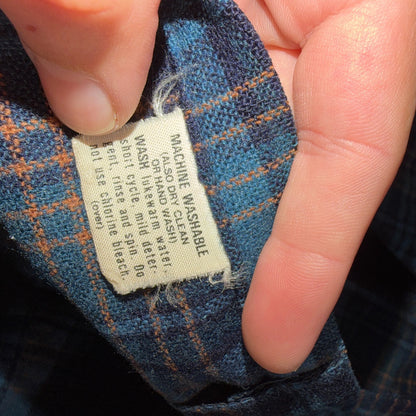 MACHINE WASHABLE
(ALSO DRY CLEAN
OR HAND WASH)
WASH lukewarm water,
short cycle, mild deter-
gent, rinse and spin. Do
not use chlorine bleach.
(over)